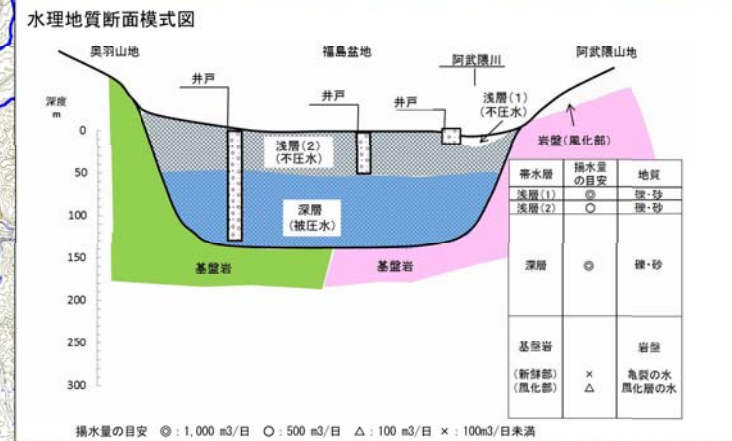 水理地質断面模式図
奥羽山地
福島盆地
阿武隈川
阿武隈山地
井戸
井戸
井戸
浅層(1)
(不圧水)
深度
m
0
50
100
150
200
250
300
浅層(2)
(不圧水)
深層
(被圧水)
岩盤(風化部)
基盤岩
基盤岩
帯水層 揚水量の目安 地質
浅層(1) ◎ 礫・砂
浅層(2) ○ 礫・砂
深層 ◎ 礫・砂
基盤岩 岩盤
(新鮮部) × 亀裂の水
(風化部) △ 風化層の水
揚水量の目安 ◎:1,000 m3/日 ○:500 m3/日 △:100 m3/日 ×:100m3/日未満